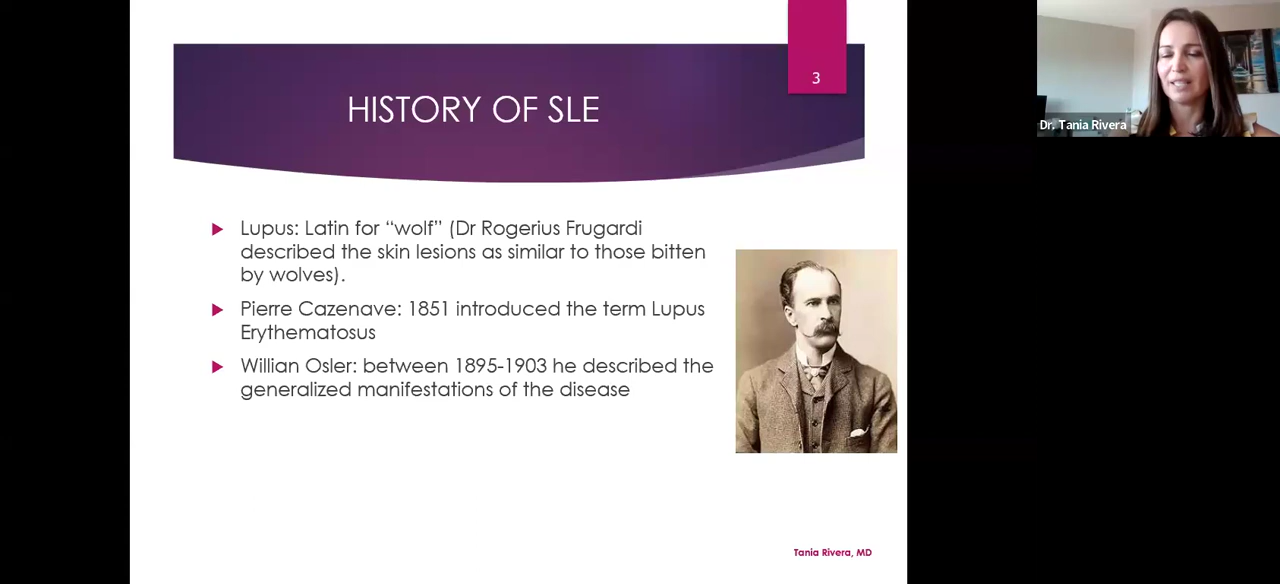 3
HISTORY OF SLE
Dr. Tania Rivera
Lupus: Latin for “wolf” (Dr Rogerius Frugardi
described the skin lesions as similar to those bitten
by wolves).
Pierre Cazenave: 1851 introduced the term Lupus
Erythematosus
Willian Osler: between 1895-1903 he described the
generalized manifestations of the disease
Tania Rivera, MD